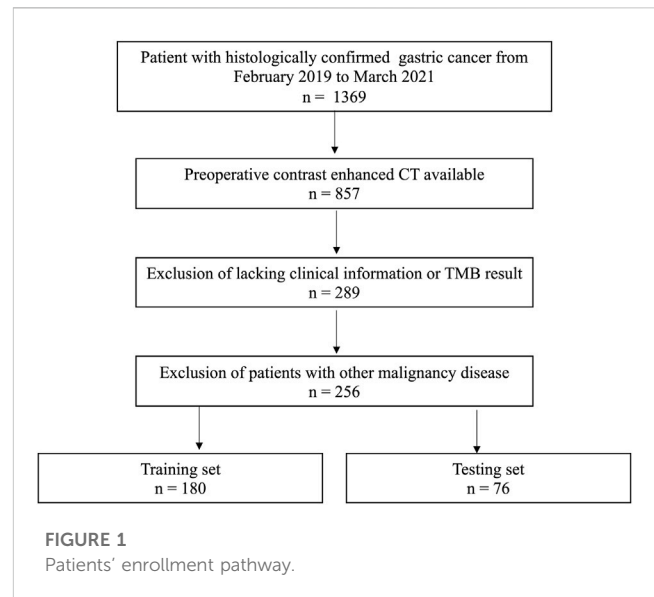 Patient with histologically confirmed gastric cancer from
February 2019 to March 2021
n = 1369
Preoperative contrast enhanced CT available
n = 857
Exclusion of lacking clinical information or TMB result
n = 289
Exclusion of patients with other malignancy disease
n = 256
Training set
n = 180
Testing set
n = 76
FIGURE 1
Patients' enrollment pathway.